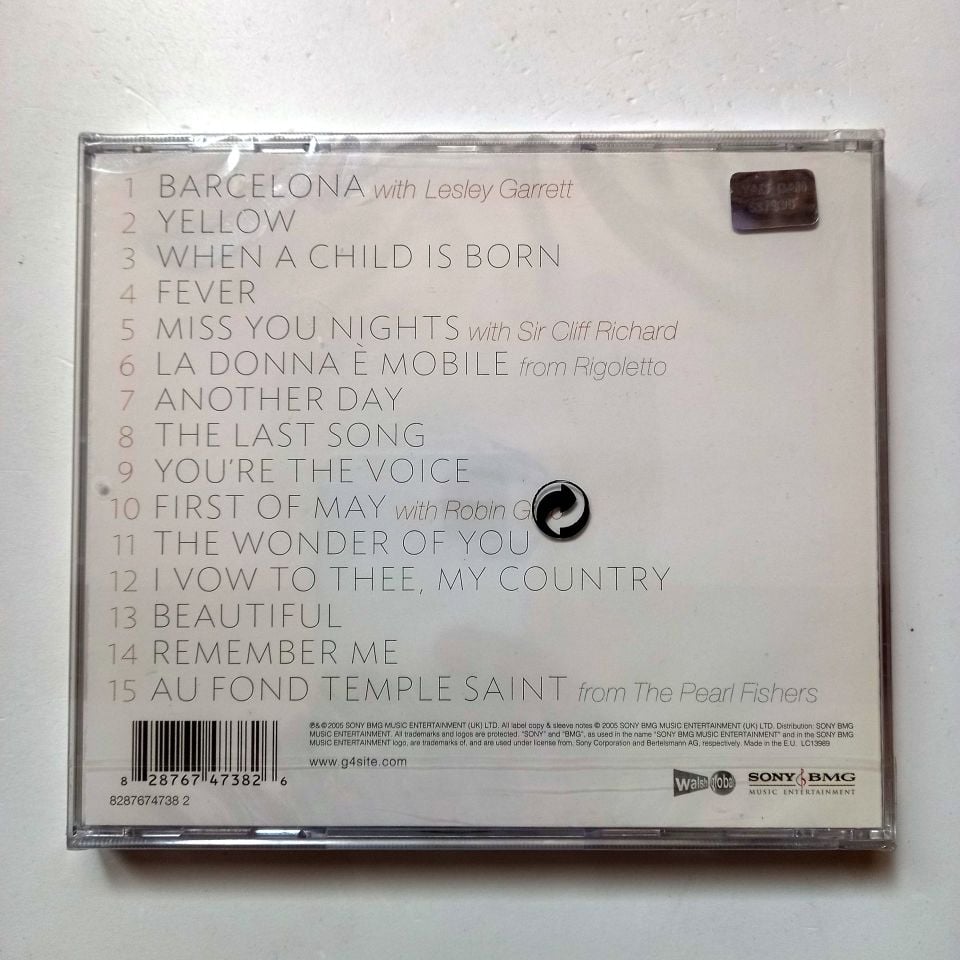 1 BARCELONA with Lesley Garrett
2 YELLOW
3 WHEN A CHILD IS BORN
4 FEVER
5 MISS YOU NIGHTS with Sir Cliff Richard
6 LA DONNA È MOBILE from Rigoletto
7 ANOTHER DAY
8 THE LAST SONG
9 YOU'RE THE VOICE
10 FIRST OF MAY with Robin
11 THE WONDER OF YOU
12 I VOW TO THEE, MY COUNTRY
13 BEAUTIFUL
14 REMEMBER ME
15 AU FOND TEMPLE SAINT from The Pearl Fishers
℗ & © 2005 SONY BMG MUSIC ENTERTAINMENT (UK) LTD. All label copy & sleeve notes © 2005 SONY BMG MUSIC ENTERTAINMENT (UK) LTD. Distribution: SONY BMG
MUSIC ENTERTAINMENT. All trademarks and logos are protected. "SONY" and "BMG", as used in the name "SONY BMG MUSIC ENTERTAINMENT" and in the SONY BMG
MUSIC ENTERTAINMENT logo, are trademarks of, and are used under license from, Sony Corporation and Bertelsmann AG, respectively. Made in the E.U. LC13989
www.g4site.com
8 28767 47382 6
8287674738 2
Walsh global
SONY BMG
MUSIC ENTERTAINMENT